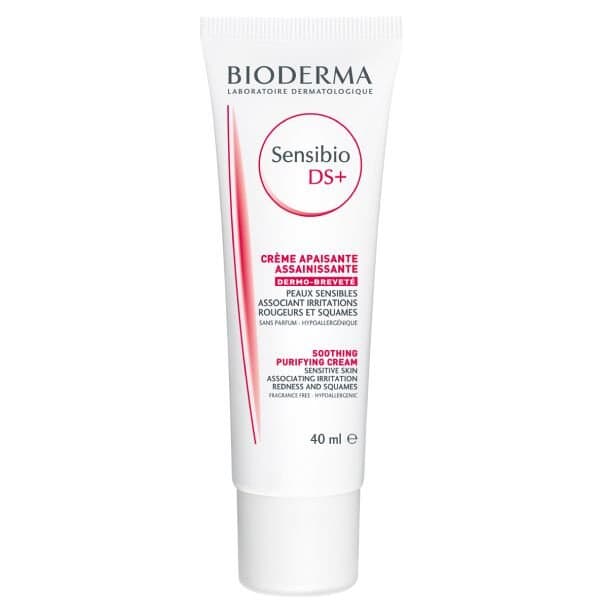 BIODERMA
LABORATOIRE DERMATOLOGIQUE
Sensibio
DS+
CRÈME APAISANTE
ASSAINISSANTE
DERMO-BREVETÉ
PEAUX SENSIBLES
ASSOCIANT IRRITATIONS
ROUGEURS ET SQUAMES
SANS PARFUM - HYPOALLERGÉNIQUE
SOOTHING
PURIFYING CREAM
SENSITIVE SKIN
ASSOCIATING IRRITATION
REDNESS AND SQUAMES
FRAGRANCE FREE - HYPOALLERGENIC
40 ml ℮